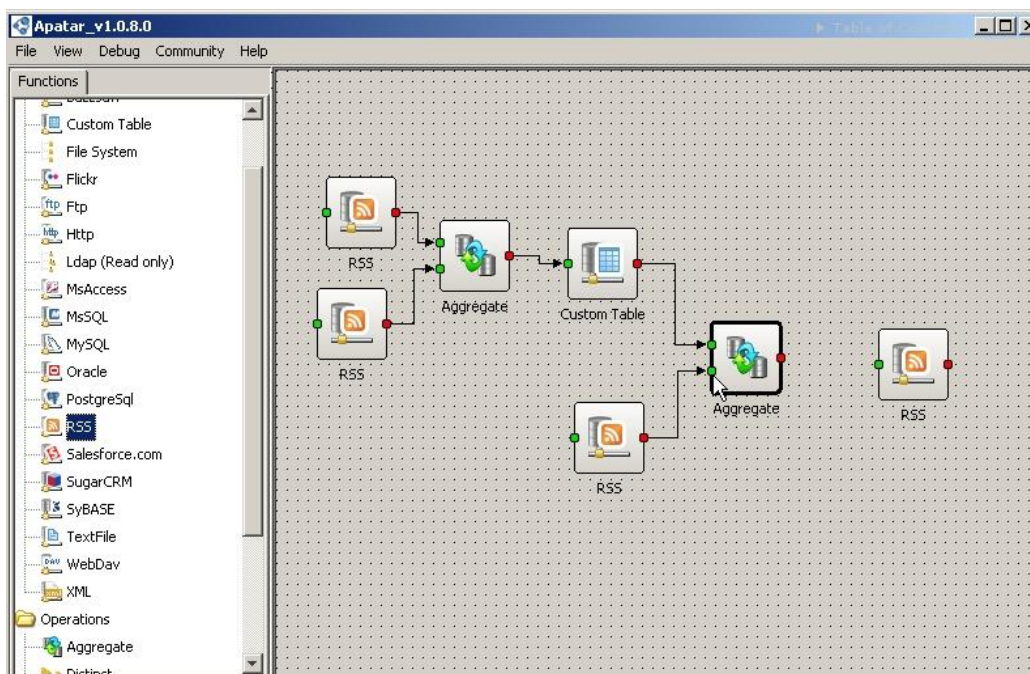 Apatar_v1.0.8.0
File View Debug Community Help
Functions
Custom Table
File System
Flickr
Ftp
Http
Ldap (Read only)
MsAccess
MsSQL
MySQL
Oracle
PostgreSql
RSS
Salesforce.com
SugarCRM
SyBASE
TextFile
WebDav
XML
Operations
Aggregate
Distinct
RSS
Aggregate
RSS
Custom Table
Aggregate
RSS
RSS